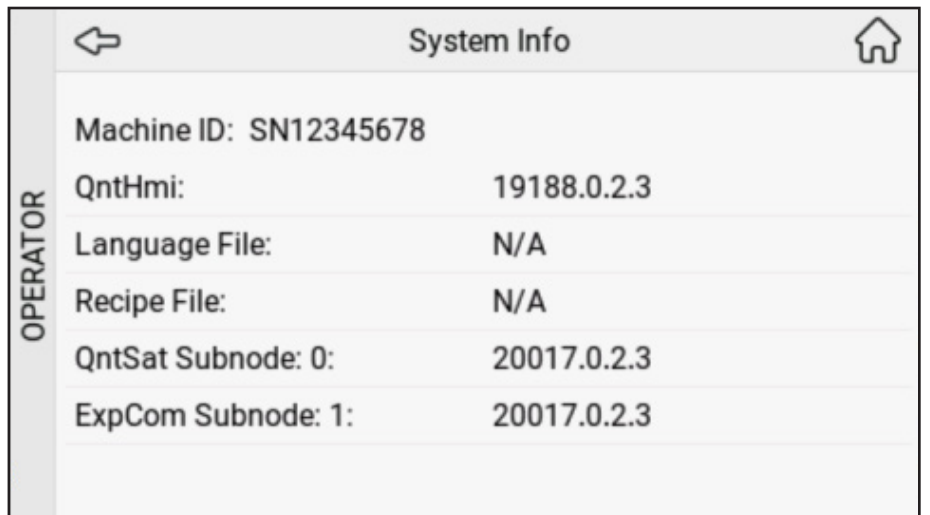 System Info
OPERATOR
Machine ID: SN12345678
QntHmi: 19188.0.2.3
Language File: N/A
Recipe File: N/A
QntSat Subnode: 0: 20017.0.2.3
ExpCom Subnode: 1: 20017.0.2.3